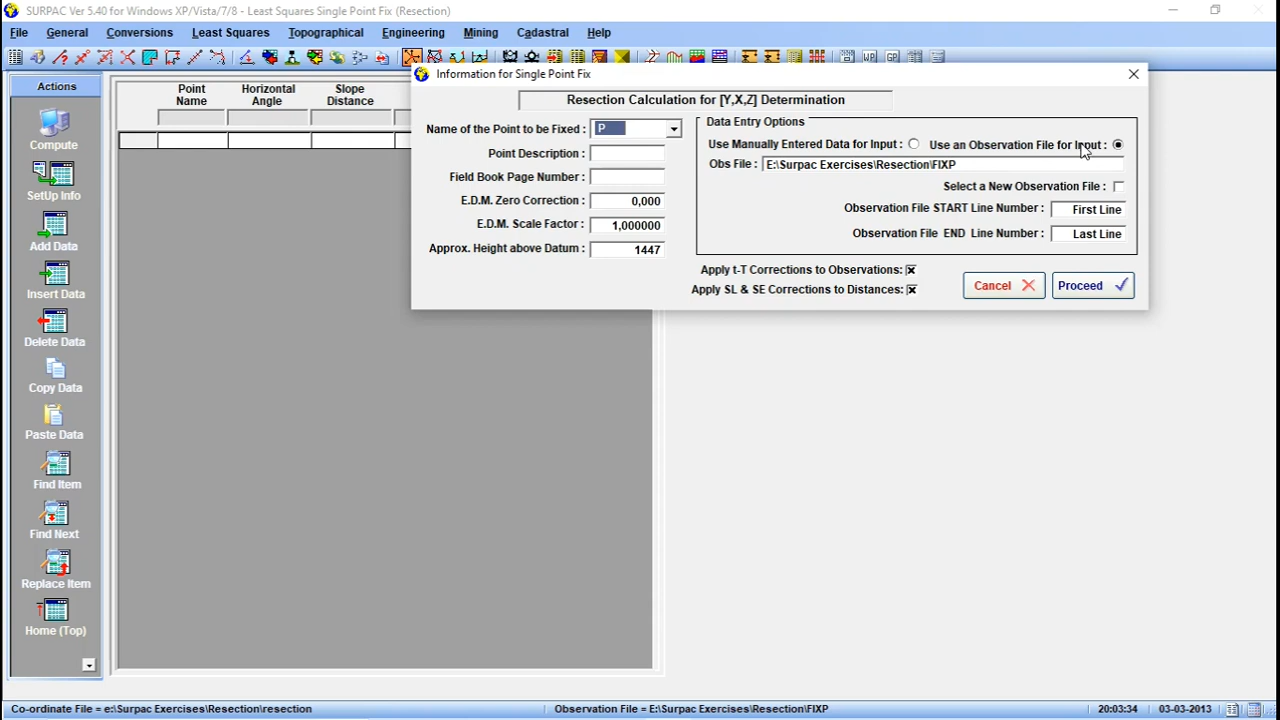 SURPAC Ver 5.40 for Windows XP/Vista/7/8 - Least Squares Single Point Fix (Resection)
File General Conversions Least Squares Topographical Engineering Mining Cadastral Help
WP GP
Actions
Compute
SetUp Info
Add Data
Insert Data
Delete Data
Copy Data
Paste Data
Find Item
Find Next
Replace Item
Home (Top)
Point Name
Horizontal Angle
Slope Distance
Information for Single Point Fix
Resection Calculation for [Y,X,Z] Determination
Name of the Point to be Fixed : P
Point Description :
Field Book Page Number :
E.D.M. Zero Correction : 0,000
E.D.M. Scale Factor : 1,000000
Approx. Height above Datum : 1447
Data Entry Options
Use Manually Entered Data for Input : Use an Observation File for Input :
Obs File : E:\Surpac Exercises\Resection\FIXP
Select a New Observation File :
Observation File START Line Number : First Line
Observation File END Line Number : Last Line
Apply t-T Corrections to Observations:
Apply SL & SE Corrections to Distances:
Cancel Proceed
Co-ordinate File = e:\Surpac Exercises\Resection\resection Observation File = E:\Surpac Exercises\Resection\FIXP 20:03:34 03-03-2013